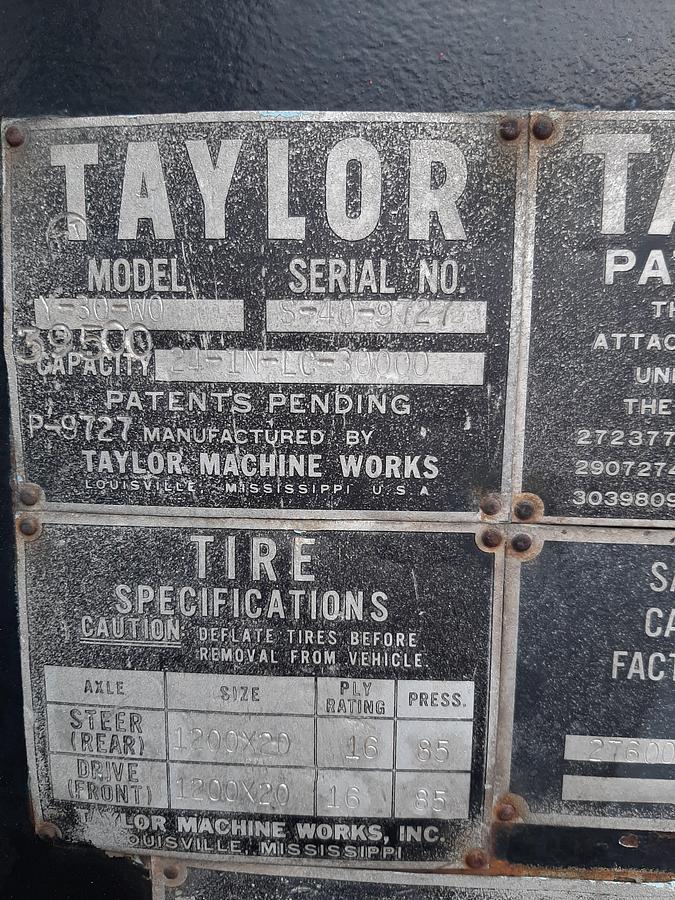 TAYLOR
MODEL SERIAL NO.
Y-30-WO S-40-9727
39500
CAPACITY 24-IN-LC-30000
PATENTS PENDING
P-9727 MANUFACTURED BY
TAYLOR MACHINE WORKS
LOUISVILLE, MISSISSIPPI U.S.A
TIRE
SPECIFICATIONS
CAUTION: DEFLATE TIRES BEFORE
REMOVAL FROM VEHICLE.
AXLE SIZE PLY RATING PRESS.
STEER (REAR) 1200X20 16 85
DRIVE (FRONT) 1200X20 16 85
TAYLOR MACHINE WORKS, INC.
LOUISVILLE, MISSISSIPPI
TA
PA
TH
ATTAC
UN
THE
272377
2907274
3039809
SA
CA
FACT
27600